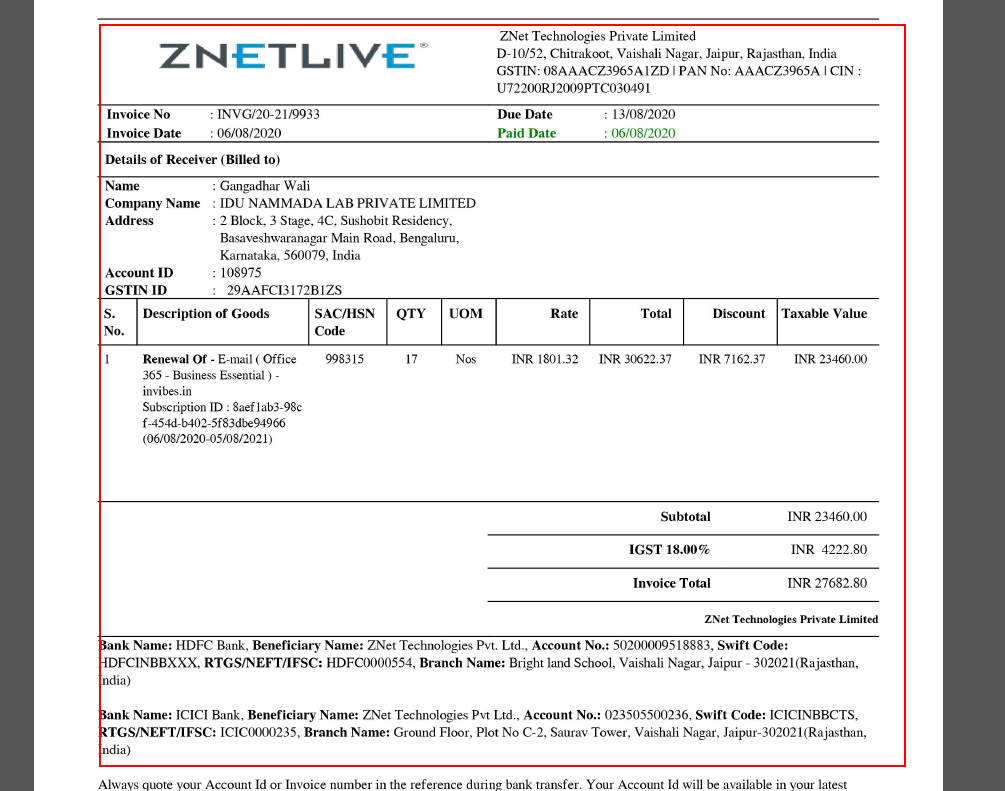 ZNETLIVE®
ZNet Technologies Private Limited
D-10/52, Chitrakoot, Vaishali Nagar, Jaipur, Rajasthan, India
GSTIN: 08AAACZ3965A1ZD | PAN No: AAACZ3965A | CIN :
U72200RJ2009PTC030491
Invoice No : INVG/20-21/9933 Due Date : 13/08/2020
Invoice Date : 06/08/2020 Paid Date : 06/08/2020
Details of Receiver (Billed to)
Name : Gangadhar Wali
Company Name : IDU NAMMADA LAB PRIVATE LIMITED
Address : 2 Block, 3 Stage, 4C, Sushobit Residency,
Basaveshwaranagar Main Road, Bengaluru,
Karnataka, 560079, India
Account ID : 108975
GSTIN ID : 29AAFCI3172B1ZS
S. Description of Goods SAC/HSN QTY UOM Rate Total Discount Taxable Value
No. Code
1 Renewal Of - E-mail ( Office 998315 17 Nos INR 1801.32 INR 30622.37 INR 7162.37 INR 23460.00
365 - Business Essential ) -
invibes.in
Subscription ID : 8aef1ab3-98c
f-454d-b402-5f83dbe94966
(06/08/2020-05/08/2021)
Subtotal INR 23460.00
IGST 18.00% INR 4222.80
Invoice Total INR 27682.80
ZNet Technologies Private Limited
Bank Name: HDFC Bank, Beneficiary Name: ZNet Technologies Pvt. Ltd., Account No.: 50200009518883, Swift Code:
HDFCINBBXXX, RTGS/NEFT/IFSC: HDFC0000554, Branch Name: Bright land School, Vaishali Nagar, Jaipur - 302021(Rajasthan,
India)
Bank Name: ICICI Bank, Beneficiary Name: ZNet Technologies Pvt Ltd., Account No.: 023505500236, Swift Code: ICICINBBCTS,
RTGS/NEFT/IFSC: ICIC0000235, Branch Name: Ground Floor, Plot No C-2, Saurav Tower, Vaishali Nagar, Jaipur-302021(Rajasthan,
India)
Always quote your Account Id or Invoice number in the reference during bank transfer. Your Account Id will be available in your latest